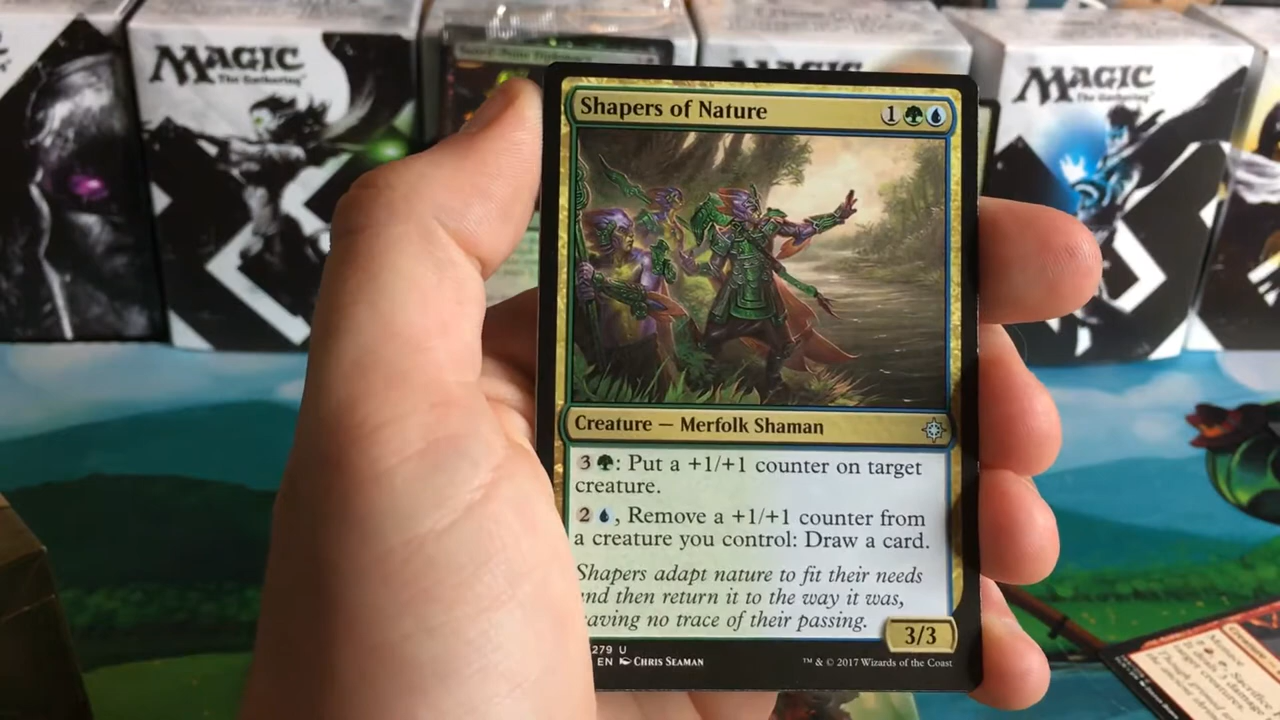 MAGIC
The Gathering
MAGIC
The Gathering
Shapers of Nature 1
Creature — Merfolk Shaman
3 : Put a +1/+1 counter on target
creature.
2 , Remove a +1/+1 counter from
a creature you control: Draw a card.
Shapers adapt nature to fit their needs
and then return it to the way it was,
leaving no trace of their passing.
3/3
279 U
EN CHRIS SEAMAN
™ & © 2017 Wizards of the Coast